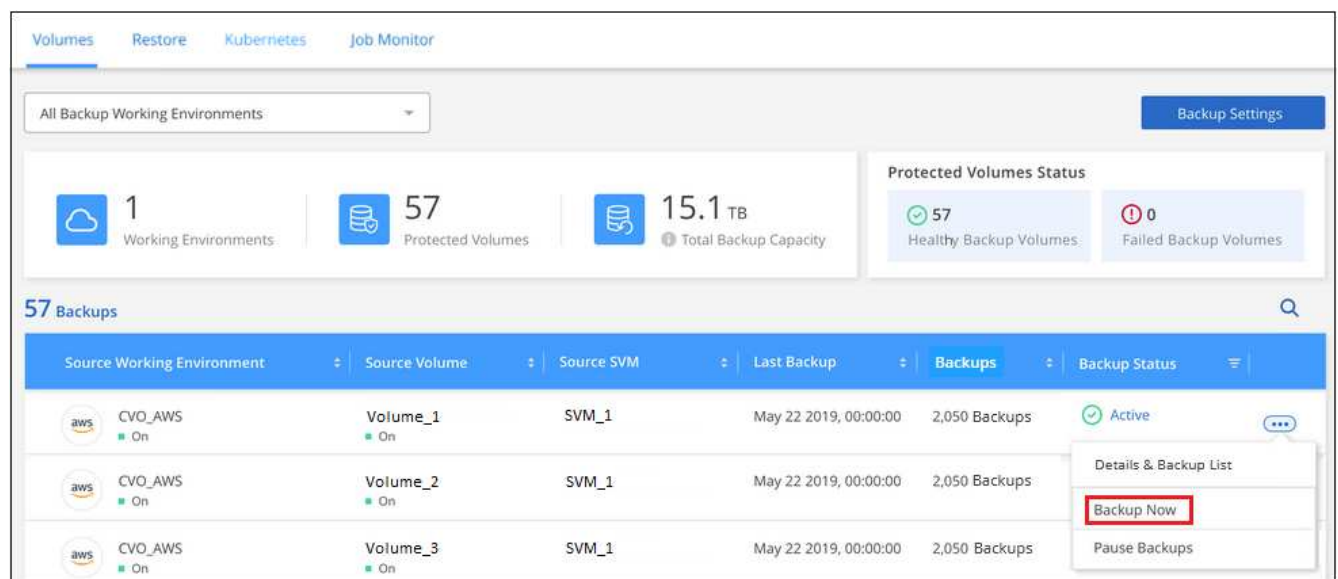 Volumes Restore Kubernetes Job Monitor
All Backup Working Environments
Backup Settings
1
Working Environments
57
Protected Volumes
15.1 TB
Total Backup Capacity
Protected Volumes Status
57
Healthy Backup Volumes
0
Failed Backup Volumes
57 Backups
Source Working Environment Source Volume Source SVM Last Backup Backups Backup Status
aws CVO_AWS Volume_1 SVM_1 May 22 2019, 00:00:00 2,050 Backups Active
On On
Details & Backup List
Backup Now
Pause Backups
aws CVO_AWS Volume_2 SVM_1 May 22 2019, 00:00:00 2,050 Backups
On On
aws CVO_AWS Volume_3 SVM_1 May 22 2019, 00:00:00 2,050 Backups
On On